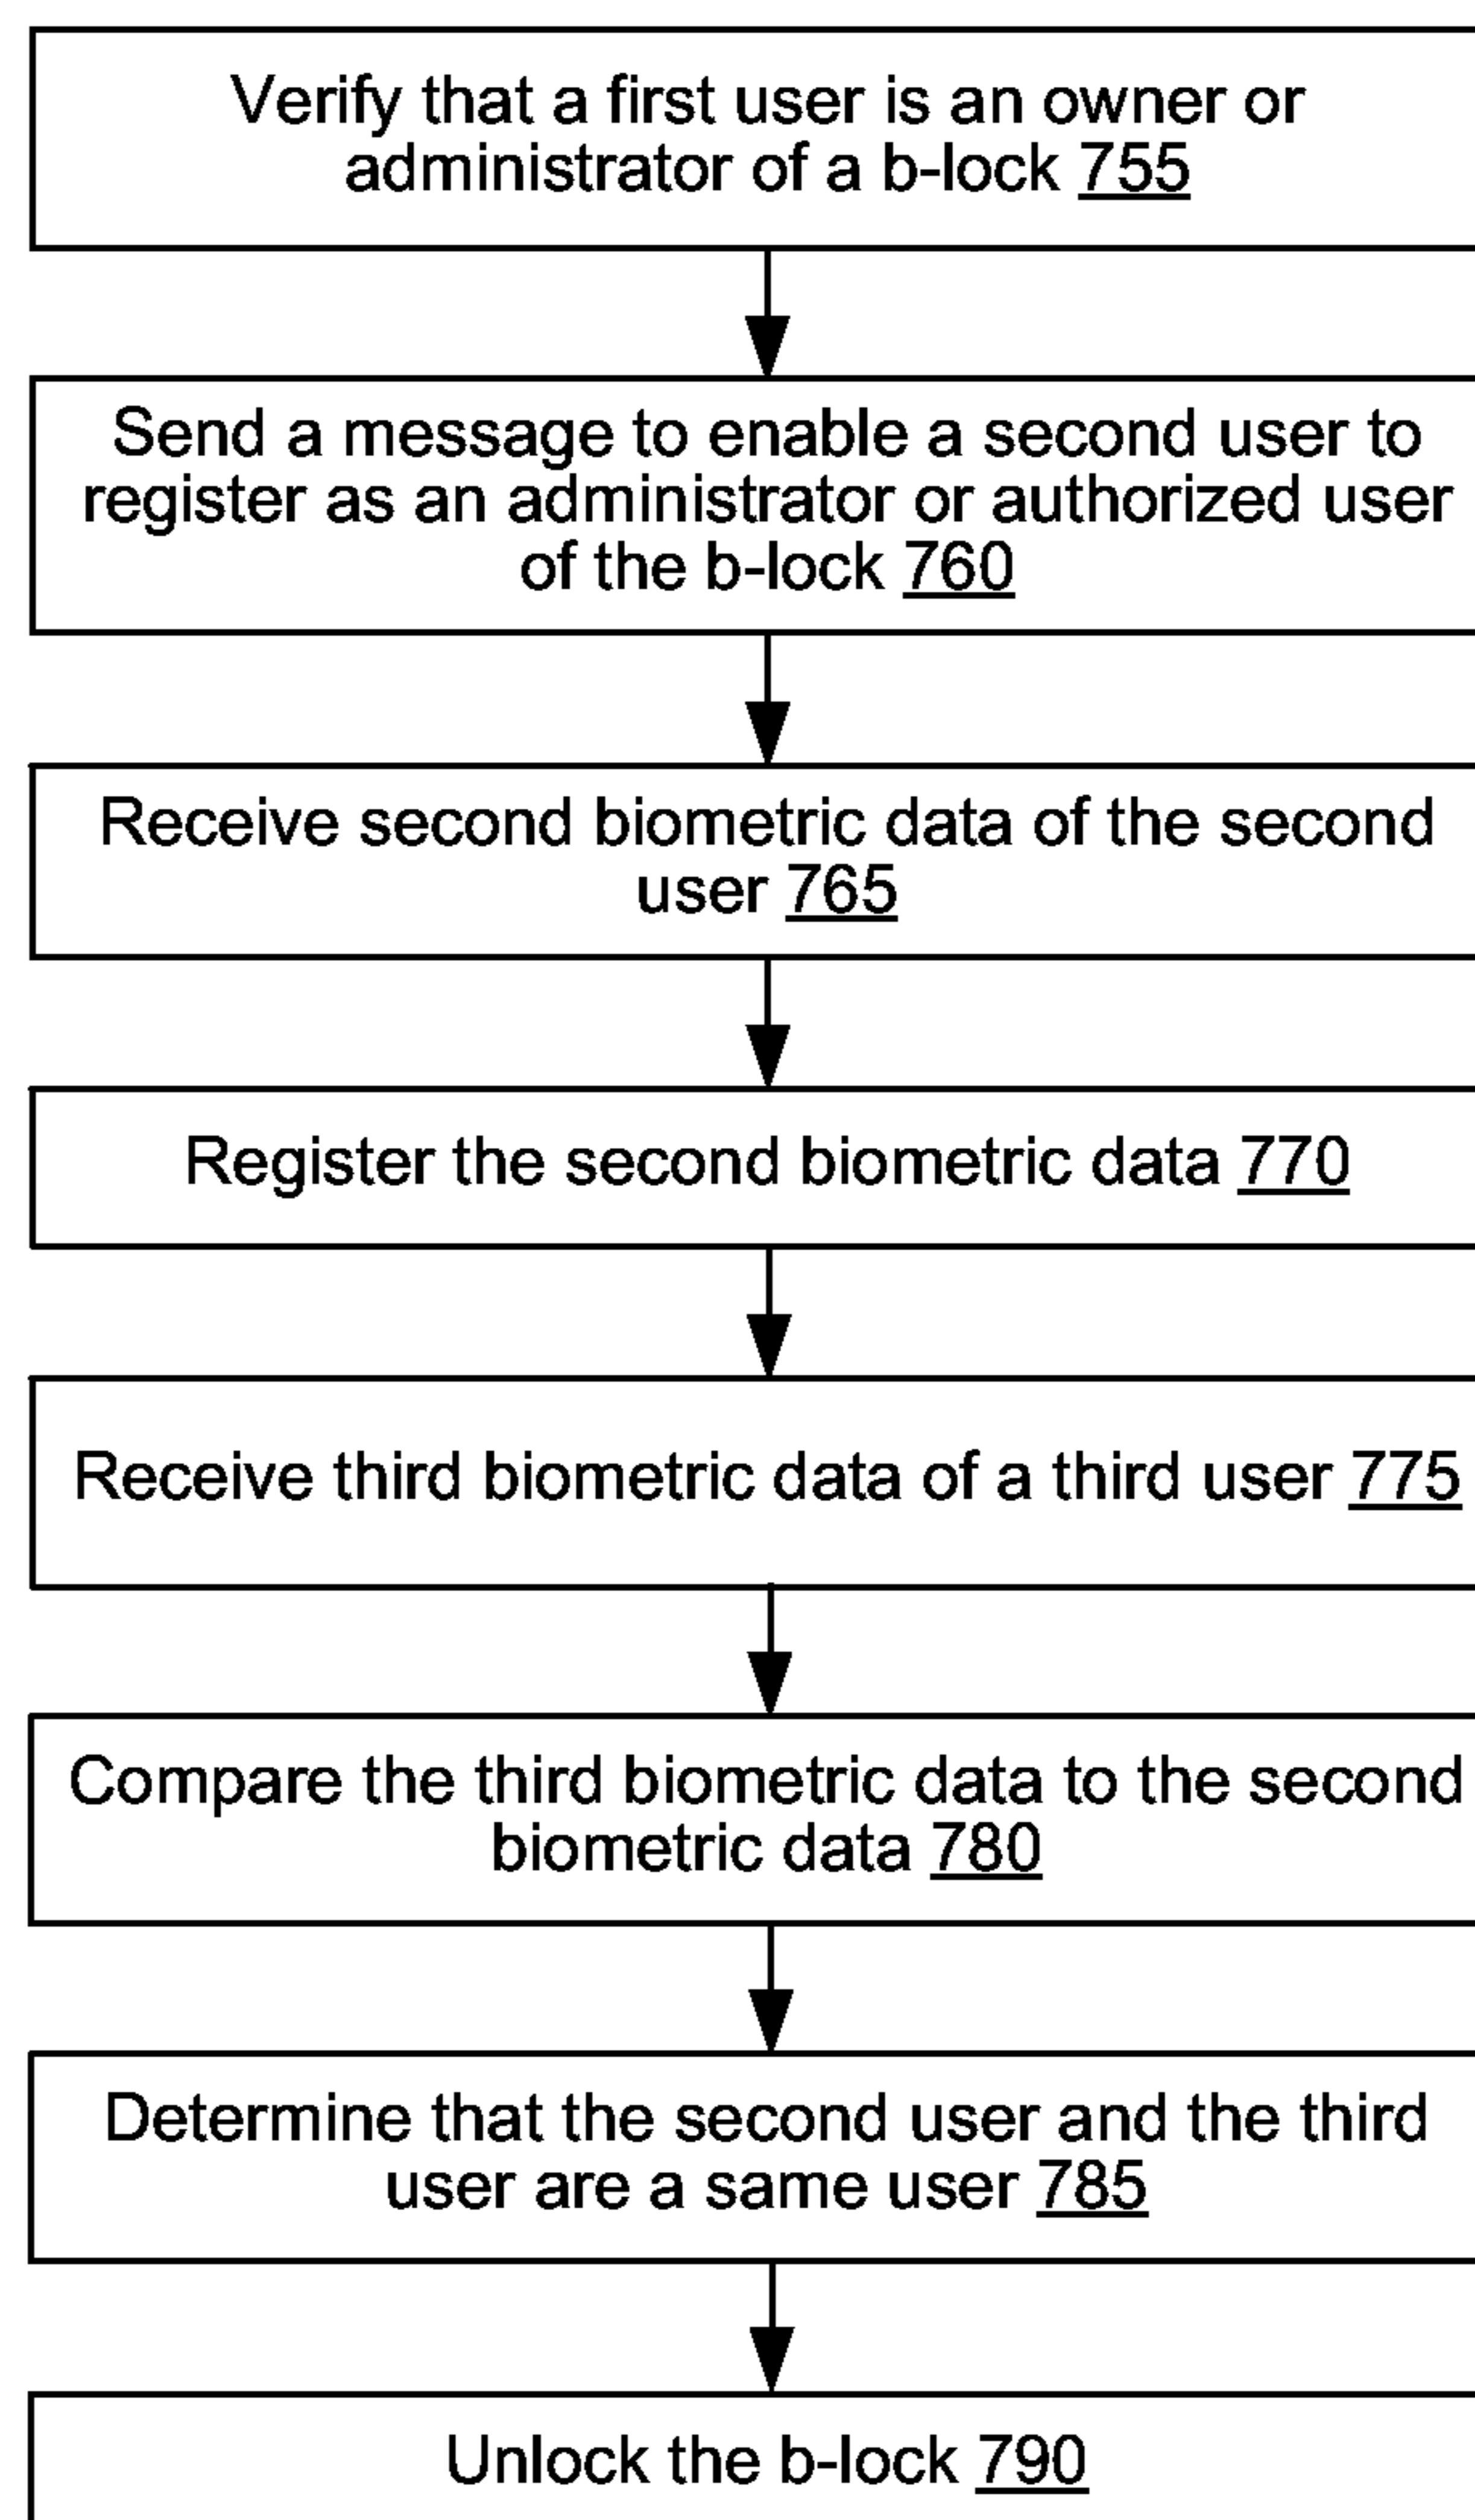 Verify that a first user is an owner or
administrator of a b-lock 755
Send a message to enable a second user to
register as an administrator or authorized user
of the b-lock 760
Receive second biometric data of the second
user 765
Register the second biometric data 770
Receive third biometric data of a third user 775
Compare the third biometric data to the second
biometric data 780
Determine that the second user and the third
user are a same user 785
Unlock the b-lock 790